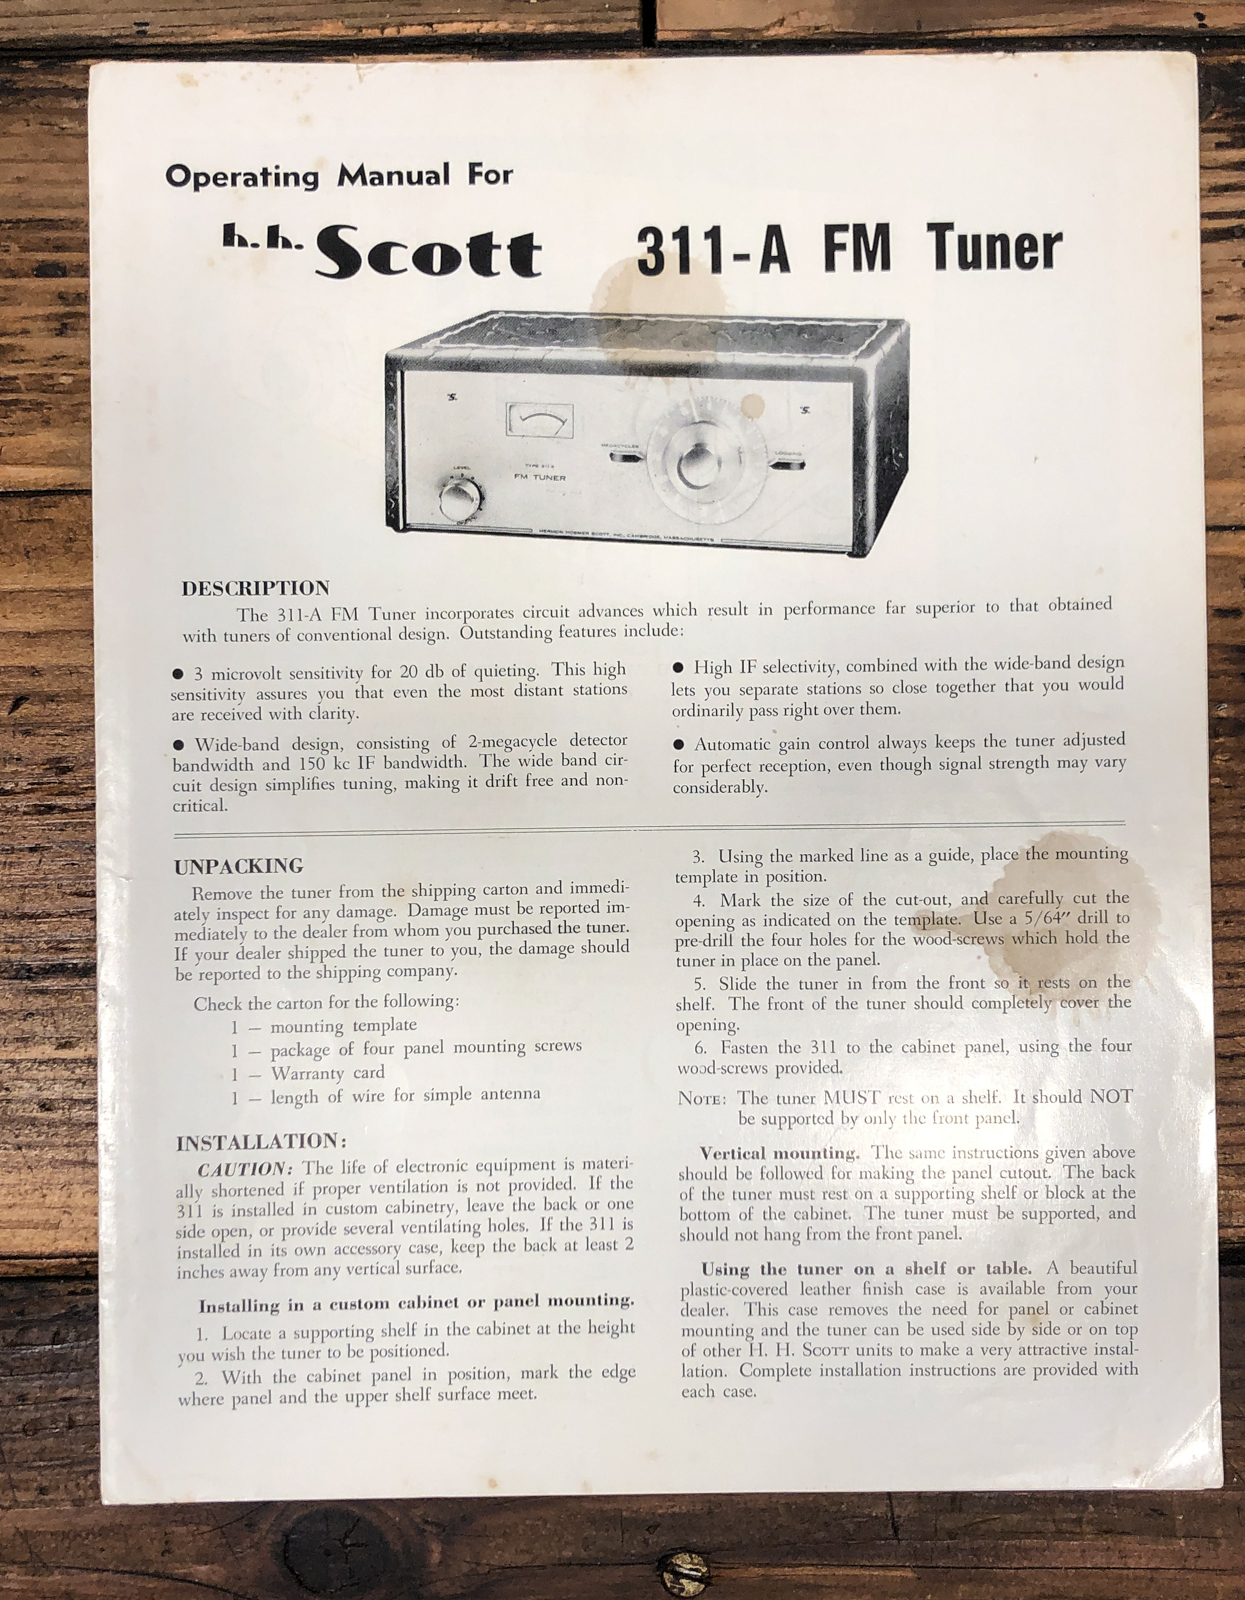 Operating Manual For
h.h. Scott 311-A FM Tuner
LEVEL
TYPE 311-A
FM TUNER
MEGACYCLES
LOGGING
HERMON HOSMER SCOTT, INC., CAMBRIDGE, MASSACHUSETTS
DESCRIPTION
The 311-A FM Tuner incorporates circuit advances which result in performance far superior to that obtained
with tuners of conventional design. Outstanding features include:
● 3 microvolt sensitivity for 20 db of quieting. This high
sensitivity assures you that even the most distant stations
are received with clarity.
● Wide-band design, consisting of 2-megacycle detector
bandwidth and 150 kc IF bandwidth. The wide band cir-
cuit design simplifies tuning, making it drift free and non-
critical.
● High IF selectivity, combined with the wide-band design
lets you separate stations so close together that you would
ordinarily pass right over them.
● Automatic gain control always keeps the tuner adjusted
for perfect reception, even though signal strength may vary
considerably.
UNPACKING
Remove the tuner from the shipping carton and immedi-
ately inspect for any damage. Damage must be reported im-
mediately to the dealer from whom you purchased the tuner.
If your dealer shipped the tuner to you, the damage should
be reported to the shipping company.
Check the carton for the following:
1 — mounting template
1 — package of four panel mounting screws
1 — Warranty card
1 — length of wire for simple antenna
INSTALLATION:
CAUTION: The life of electronic equipment is materi-
ally shortened if proper ventilation is not provided. If the
311 is installed in custom cabinetry, leave the back or one
side open, or provide several ventilating holes. If the 311 is
installed in its own accessory case, keep the back at least 2
inches away from any vertical surface.
Installing in a custom cabinet or panel mounting.
1. Locate a supporting shelf in the cabinet at the height
you wish the tuner to be positioned.
2. With the cabinet panel in position, mark the edge
where panel and the upper shelf surface meet.
3. Using the marked line as a guide, place the mounting
template in position.
4. Mark the size of the cut-out, and carefully cut the
opening as indicated on the template. Use a 5/64″ drill to
pre-drill the four holes for the wood-screws which hold the
tuner in place on the panel.
5. Slide the tuner in from the front so it rests on the
shelf. The front of the tuner should completely cover the
opening.
6. Fasten the 311 to the cabinet panel, using the four
wood-screws provided.
NOTE: The tuner MUST rest on a shelf. It should NOT
be supported by only the front panel.
Vertical mounting. The same instructions given above
should be followed for making the panel cutout. The back
of the tuner must rest on a supporting shelf or block at the
bottom of the cabinet. The tuner must be supported, and
should not hang from the front panel.
Using the tuner on a shelf or table. A beautiful
plastic-covered leather finish case is available from your
dealer. This case removes the need for panel or cabinet
mounting and the tuner can be used side by side or on top
of other H. H. SCOTT units to make a very attractive instal-
lation. Complete installation instructions are provided with
each case.